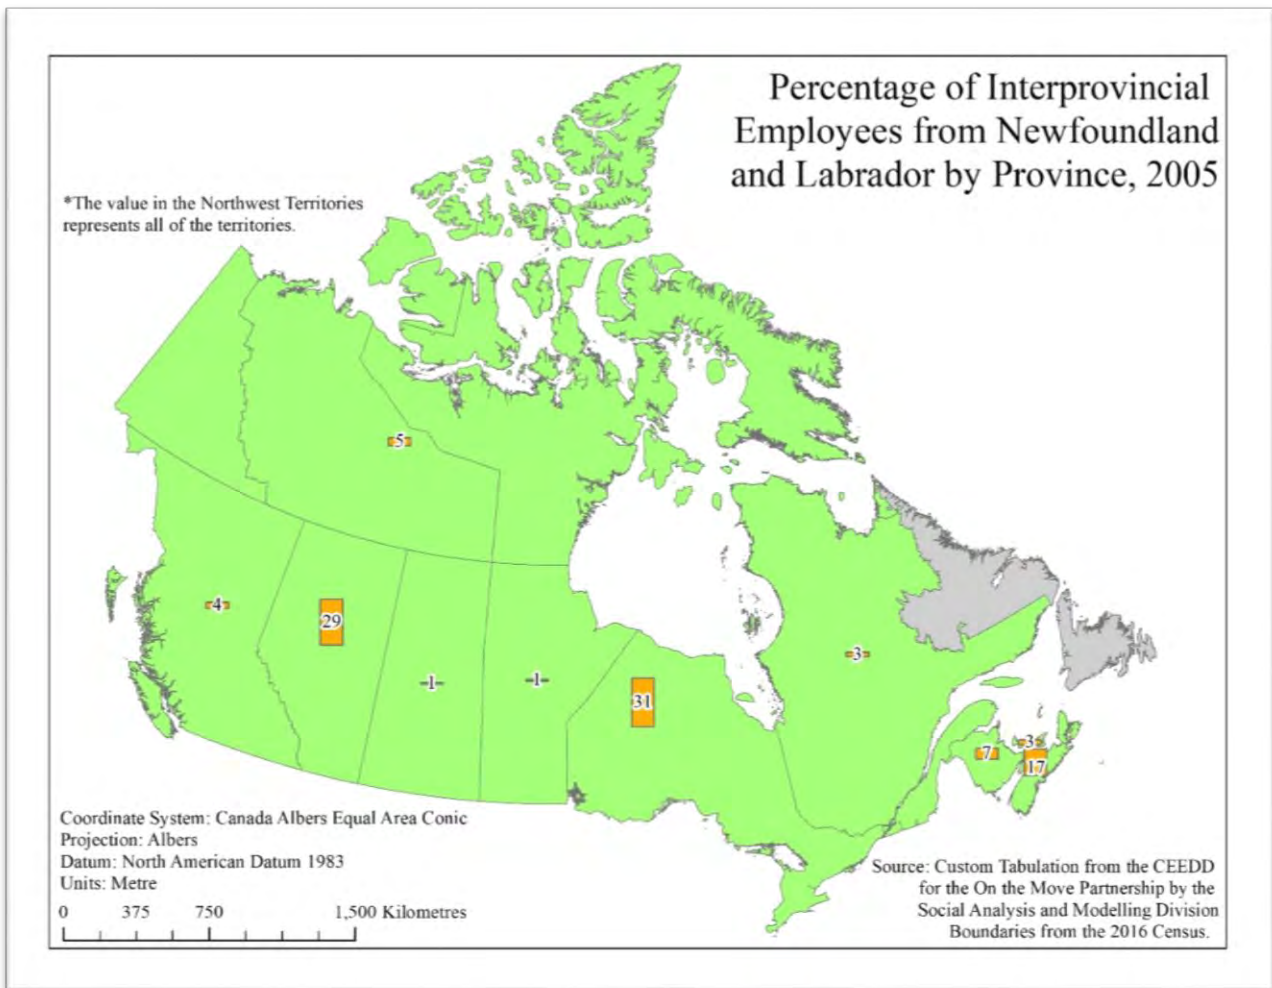 Percentage of Interprovincial
Employees from Newfoundland
and Labrador by Province, 2005
*The value in the Northwest Territories
represents all of the territories.
5
4
29
1
1
31
3
7
3
17
Coordinate System: Canada Albers Equal Area Conic
Projection: Albers
Datum: North American Datum 1983
Units: Metre
0 375 750 1,500 Kilometres
Source: Custom Tabulation from the CEEDD
for the On the Move Partnership by the
Social Analysis and Modelling Division
Boundaries from the 2016 Census.